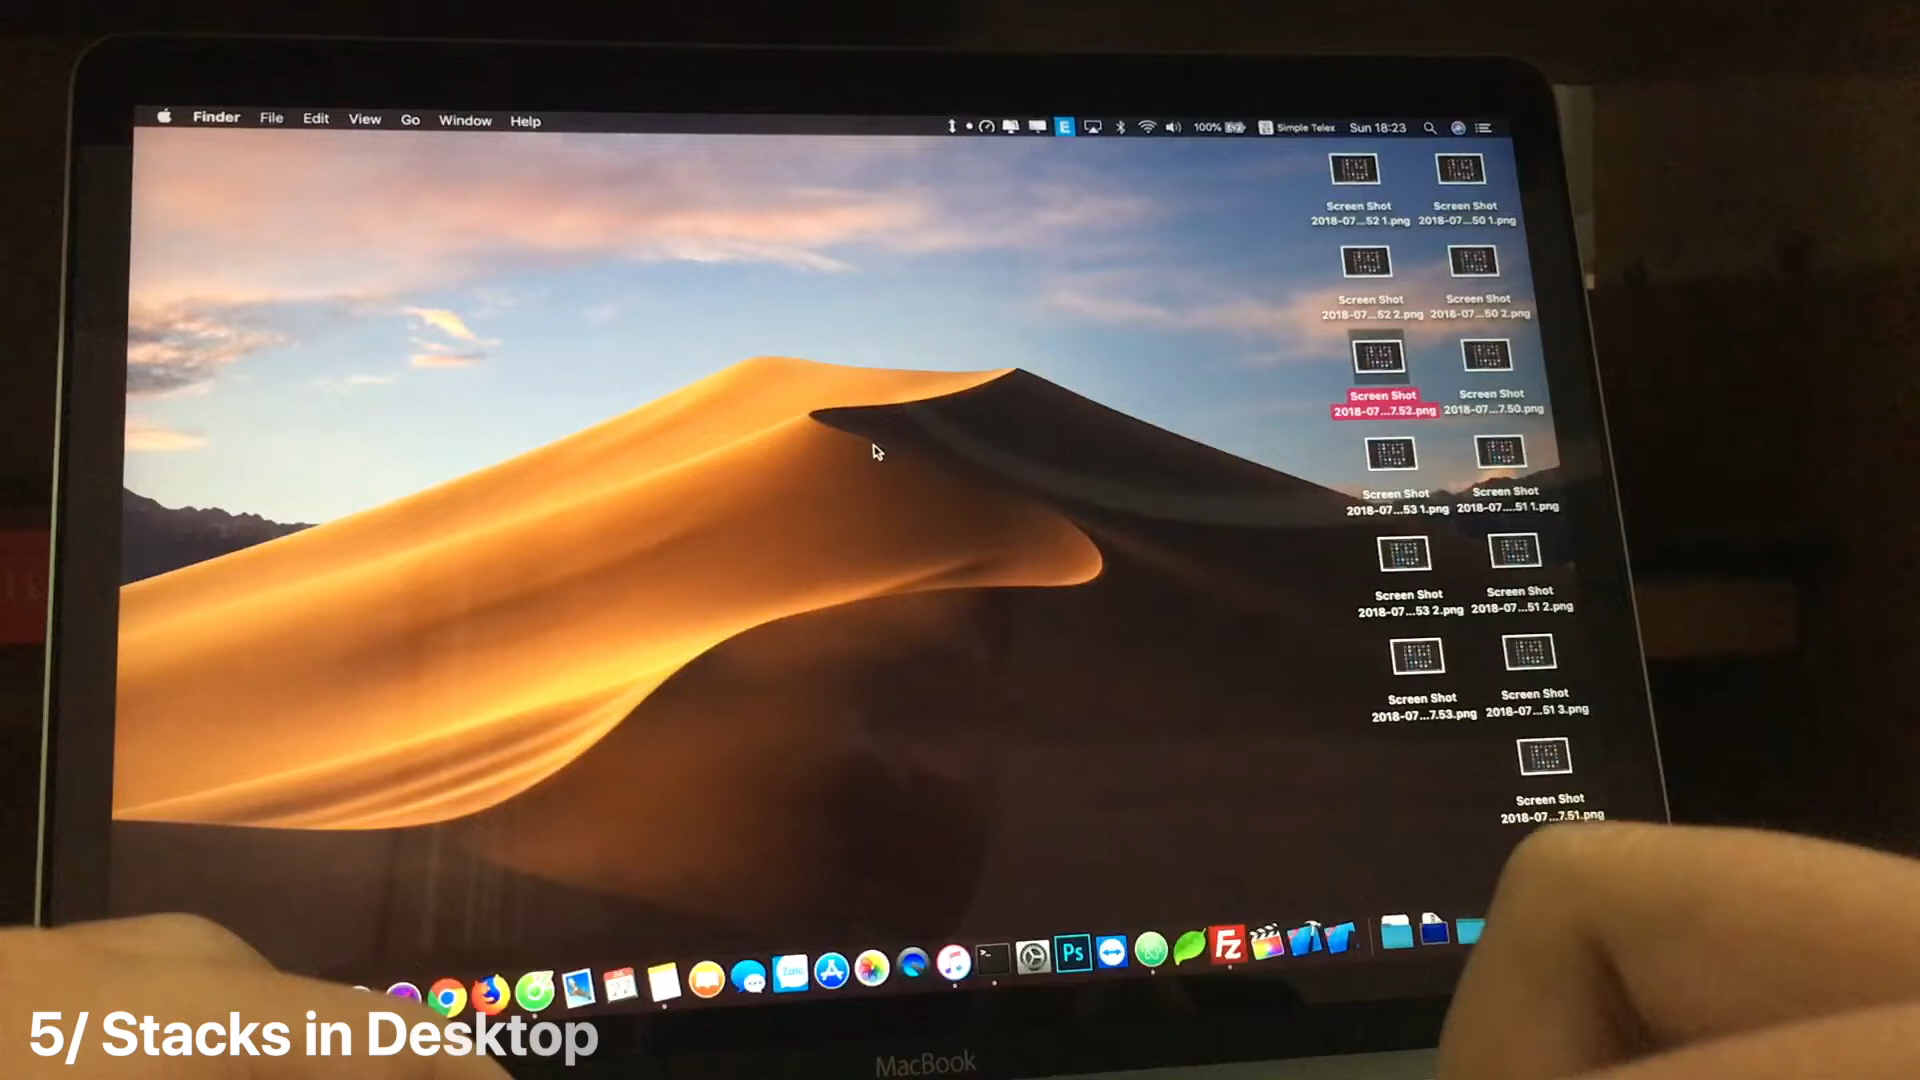 Finder File Edit View Go Window Help
E 100% Simple Telex Sun 18:23
Screen Shot
2018-07...52 1.png
Screen Shot
2018-07...50 1.png
Screen Shot
2018-07...52 2.png
Screen Shot
2018-07...50 2.png
Screen Shot
2018-07...7.52.png
Screen Shot
2018-07...7.50.png
Screen Shot
2018-07...53 1.png
Screen Shot
2018-07...51 1.png
Screen Shot
2018-07...53 2.png
Screen Shot
2018-07...51 2.png
Screen Shot
2018-07...7.53.png
Screen Shot
2018-07...51 3.png
Screen Shot
2018-07...7.51.png
22
Zalo
Ps
Fz
5/ Stacks in Desktop
MacBook